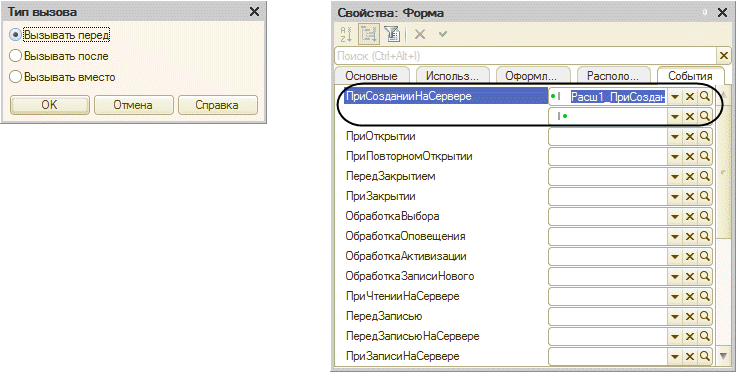 Тип вызова
Вызывать перед
Вызывать после
Вызывать вместо
OK Отмена Справка
Свойства: Форма
Поиск (Ctrl+Alt+I)
Основные Использ... Оформл... Располо... События
ПриСозданииНаСервере Расш1_ПриСоздан
ПриОткрытии
ПриПовторномОткрытии
ПередЗакрытием
ПриЗакрытии
ОбработкаВыбора
ОбработкаОповещения
ОбработкаАктивизации
ОбработкаЗаписиНового
ПриЧтенииНаСервере
ПередЗаписью
ПередЗаписьюНаСервере
ПриЗаписиНаСервере